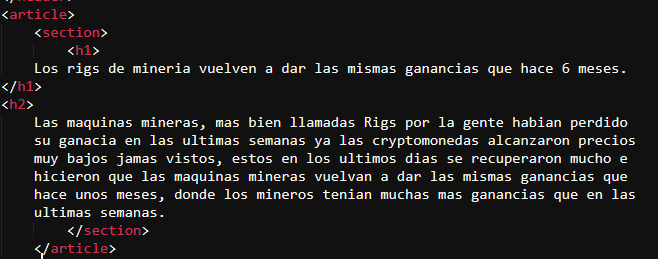 <article>
<section>
<h1>
Los rigs de mineria vuelven a dar las mismas ganancias que hace 6 meses.
</h1>
<h2>
Las maquinas mineras, mas bien llamadas Rigs por la gente habian perdido
su ganacia en las ultimas semanas ya las cryptomonedas alcanzaron precios
muy bajos jamas vistos, estos en los ultimos dias se recuperaron mucho e
hicieron que las maquinas mineras vuelvan a dar las mismas ganancias que
hace unos meses, donde los mineros tenian muchas mas ganancias que en las
ultimas semanas.
</section>
</article>